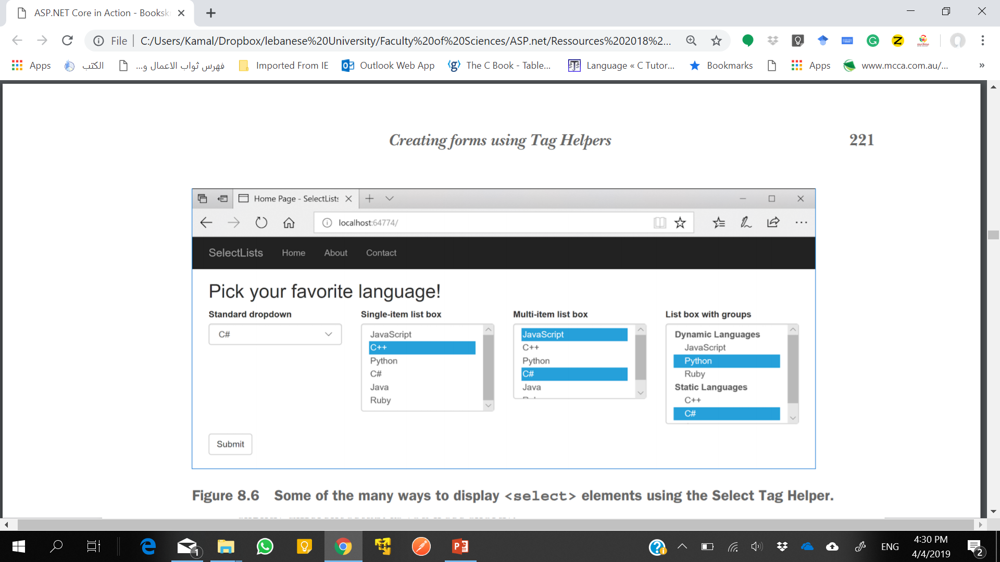 ASP.NET Core in Action - Booksk
File
C:/Users/Kamal/Dropbox/lebanese%20University/Faculty%20of%20Sciences/ASP.net/Ressources%202018%2...
Apps
الكتب
فهرس ثواب الاعمال و...
Imported From IE
Outlook Web App
The C Book - Table...
Language « C Tutor...
Bookmarks
Apps
www.mcca.com.au/...
»
Creating forms using Tag Helpers 221
Home Page - SelectLists
localhost:64774/
SelectLists Home About Contact
Pick your favorite language!
Standard dropdown
C#
Single-item list box
JavaScript
C++
Python
C#
Java
Ruby
Multi-item list box
JavaScript
C++
Python
C#
Java
List box with groups
Dynamic Languages
JavaScript
Python
Ruby
Static Languages
C++
C#
Submit
Figure 8.6 Some of the many ways to display <select> elements using the Select Tag Helper.
1
ENG
4:30 PM
4/4/2019
2